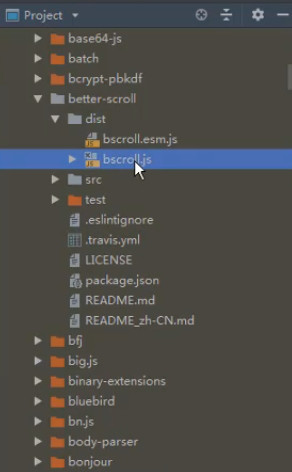 Project
base64-js
batch
bcrypt-pbkdf
better-scroll
dist
bscroll.esm.js
bscroll.js
src
test
.eslintignore
.travis.yml
LICENSE
package.json
README.md
README_zh-CN.md
bfj
big.js
binary-extensions
bluebird
bn.js
body-parser
bonjour